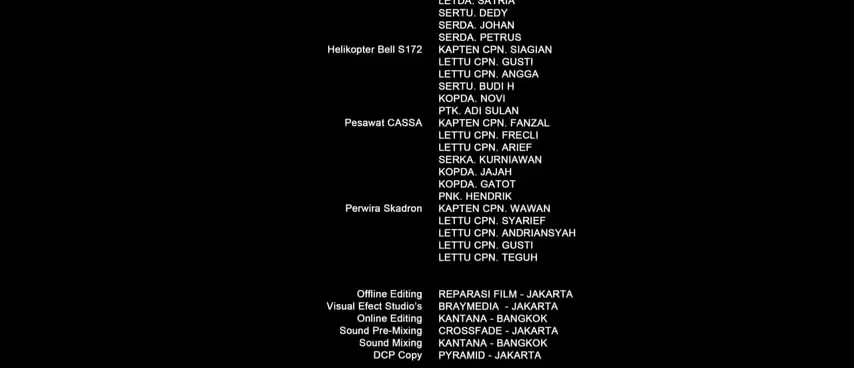 LETDA. SATRIA
SERTU. DEDY
SERDA. JOHAN
SERDA. PETRUS
Helikopter Bell S172 KAPTEN CPN. SIAGIAN
LETTU CPN. GUSTI
LETTU CPN. ANGGA
SERTU. BUDI H
KOPDA. NOVI
PTK. ADI SULAN
Pesawat CASSA KAPTEN CPN. FANZAL
LETTU CPN. FRECLI
LETTU CPN. ARIEF
SERKA. KURNIAWAN
KOPDA. JAJAH
KOPDA. GATOT
PNK. HENDRIK
Perwira Skadron KAPTEN CPN. WAWAN
LETTU CPN. SYARIEF
LETTU CPN. ANDRIANSYAH
LETTU CPN. GUSTI
LETTU CPN. TEGUH
Offline Editing REPARASI FILM - JAKARTA
Visual Efect Studio's BRAYMEDIA - JAKARTA
Online Editing KANTANA - BANGKOK
Sound Pre-Mixing CROSSFADE - JAKARTA
Sound Mixing KANTANA - BANGKOK
DCP Copy PYRAMID - JAKARTA